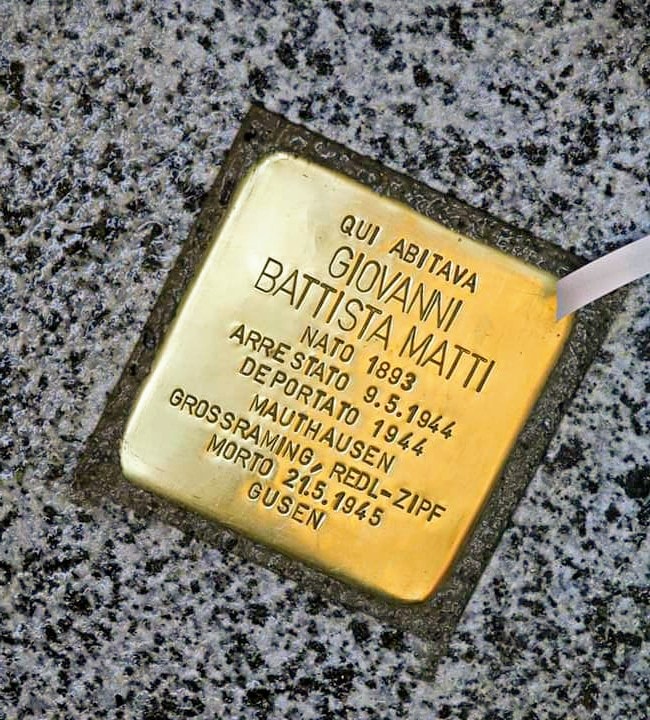 QUI ABITAVA
GIOVANNI
BATTISTA MATTI
NATO 1893
ARRESTATO 9.5.1944
DEPORTATO 1944
MAUTHAUSEN
GROSSRAMING, REDL-ZIPF
MORTO 21.5.1945
GUSEN